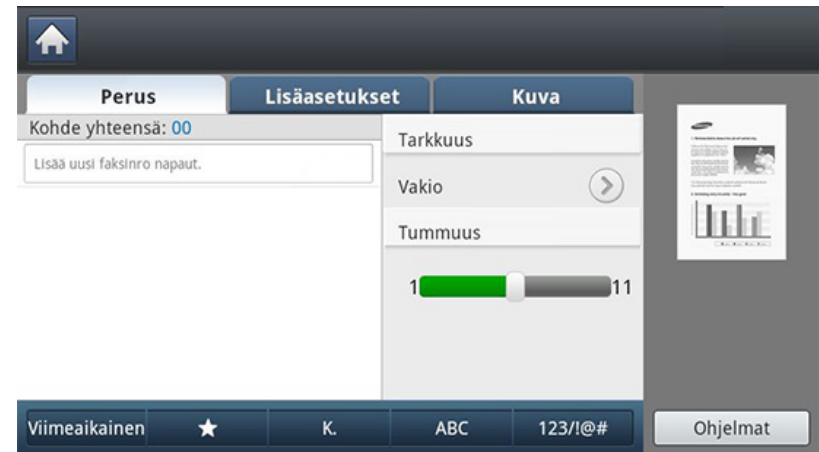 Perus
Lisäasetukset
Kuva
Kohde yhteensä: 00
Lisää uusi faksinro napaut.
Tarkkuus
Vakio
Tummuus
1
11
Viimeaikainen
K.
ABC
123/!@#
Ohjelmat